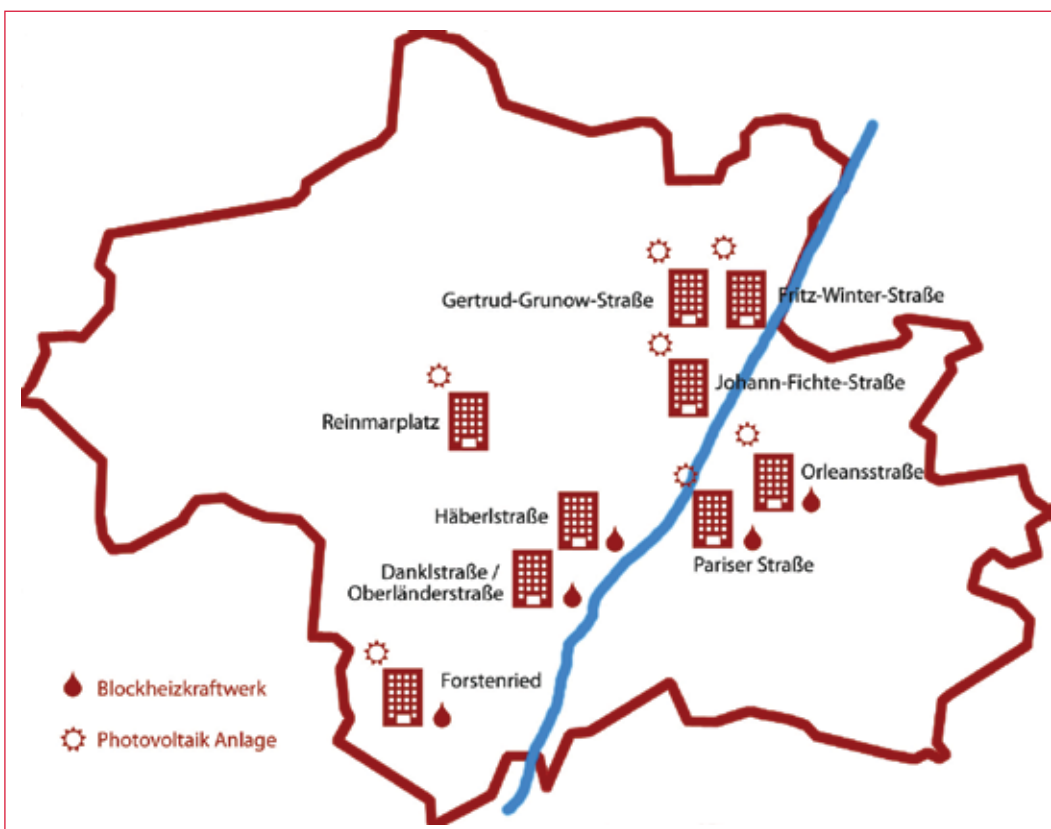 Gertrud-Grunow-Straße
Fritz-Winter-Straße
Johann-Fichte-Straße
Reinmarplatz
Orleansstraße
Häberlstraße
Pariser Straße
Danklstraße /
Oberländerstraße
Forstenried
Blockheizkraftwerk
Photovoltaik Anlage